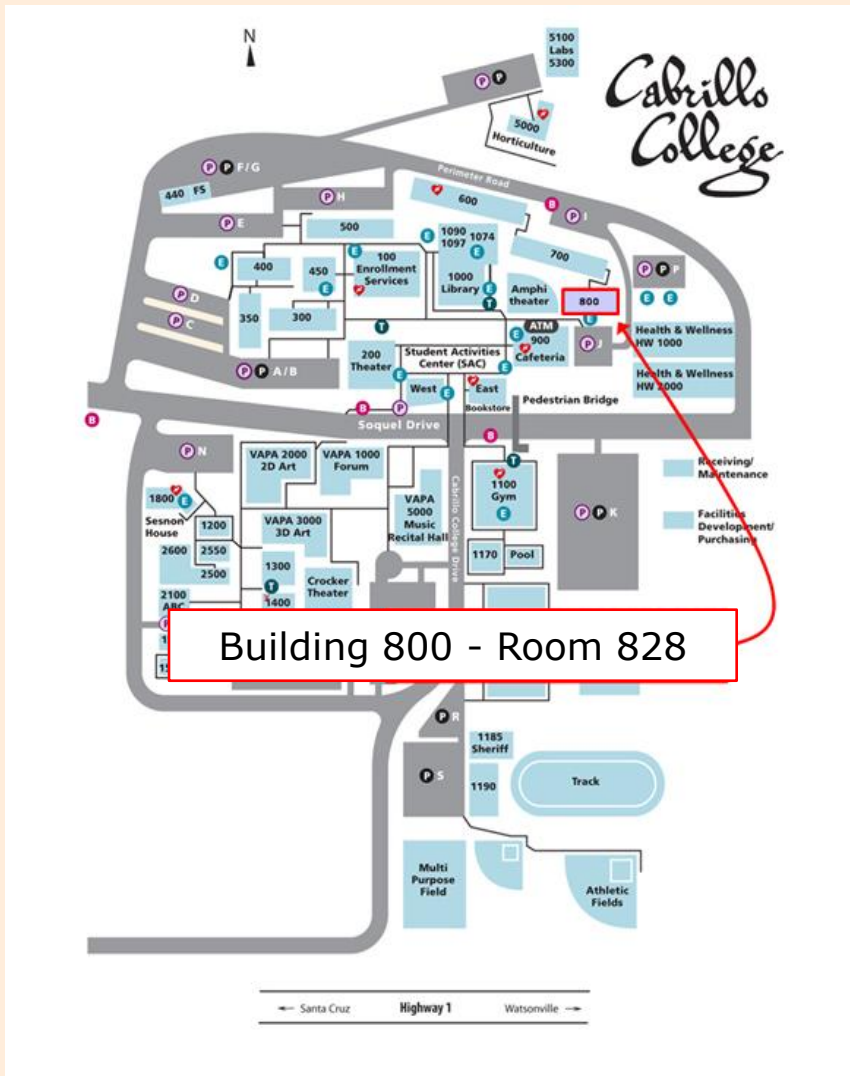 N
5100
Labs
5300
Cabrillo
College
P P
5000
Horticulture
Perimeter Road
P P F/G
440 FS
P H
600
B
P I
P E
500
1090
1097
1074
E
E
700
E
E
400
450
E
100
Enrollment
Services
1000
Library
E
T
Amphi
theater
800
E
P P P
E E
P D
P C
350
300
T
ATM
900
Cafeteria
E
P J
Health & Wellness
HW 1000
200
Theater
Student Activities
Center (SAC)
E
P P A/B
E
West
E
East
Bookstore
Health & Wellness
HW 2000
Pedestrian Bridge
B
B
P
Soquel Drive
B
P N
VAPA 2000
2D Art
VAPA 1000
Forum
T
1100
Gym
E
Receiving/
Maintenance
1800
E
Sesnon
House
VAPA
5000
Music
Recital Hall
Cabrillo College Drive
P P K
Facilities
Development/
Purchasing
1200
VAPA 3000
3D Art
2600
2550
2500
1300
T
1400
Crocker
Theater
1170
Pool
2100
ABC
P
Building 800 - Room 828
P R
1185
Sheriff
P S
1190
Track
Multi
Purpose
Field
Athletic
Fields
← Santa Cruz Highway 1 Watsonville →